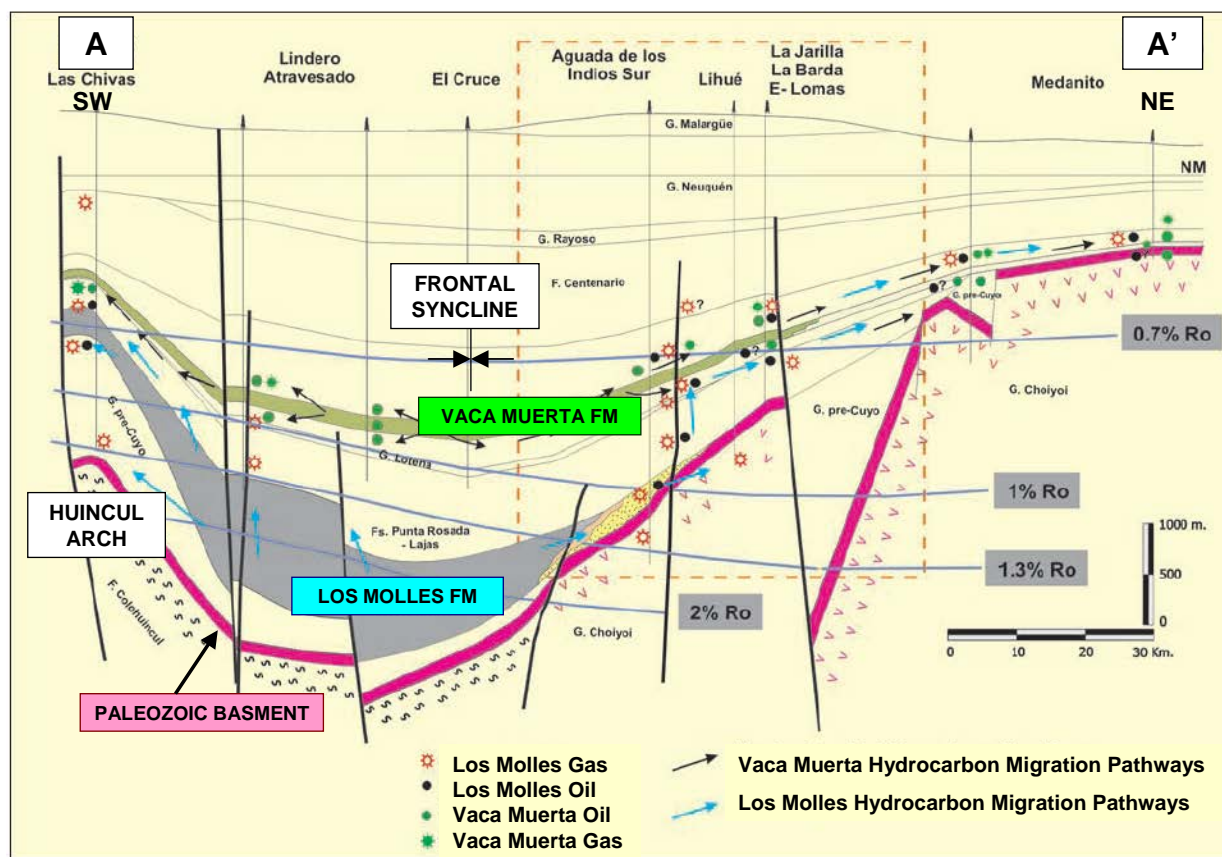 A
A'
Las Chivas
SW
Lindero
Atravesado
El Cruce
Aguada de los
Indios Sur
Lihué
La Jarilla
La Barda
E- Lomas
Medanito
NE
G. Malargüe
NM
G. Neuquén
G. Rayoso
F. Centenario
FRONTAL
SYNCLINE
?
?
?
?
G. pre-Cuyo
0.7% Ro
VACA MUERTA FM
G. Lotena
G. pre-Cuyo
G. pre-Cuyo
G. Choiyoi
1% Ro
HUINCUL
ARCH
Fs. Punta Rosada
- Lajas
1000 m.
500
0
1.3% Ro
LOS MOLLES FM
2% Ro
F. Colohuincul
G. Choiyoi
0 10 20 30 Km.
PALEOZOIC BASMENT
Los Molles Gas
Los Molles Oil
Vaca Muerta Oil
Vaca Muerta Gas
Vaca Muerta Hydrocarbon Migration Pathways
Los Molles Hydrocarbon Migration Pathways